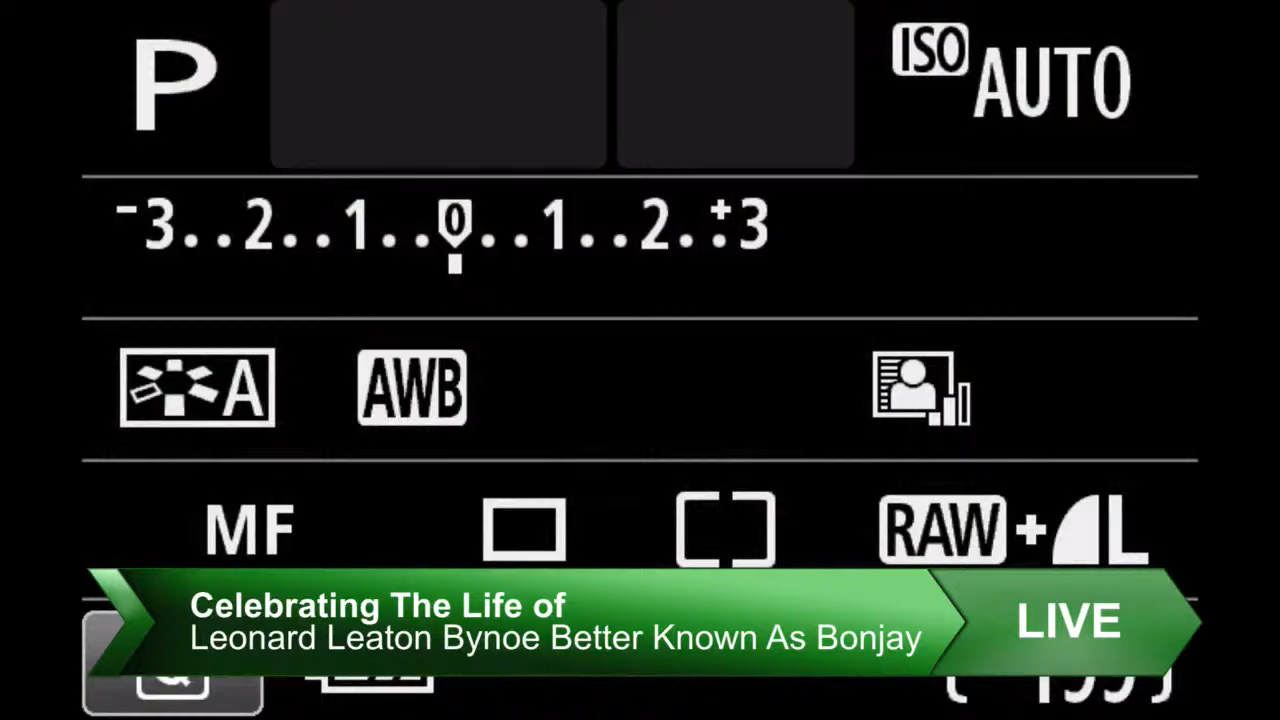 P ISO AUTO
-3..2..1..0..1..2..+3
A AWB
MF RAW+L
Celebrating The Life of
Leonard Leaton Bynoe Better Known As Bonjay
LIVE